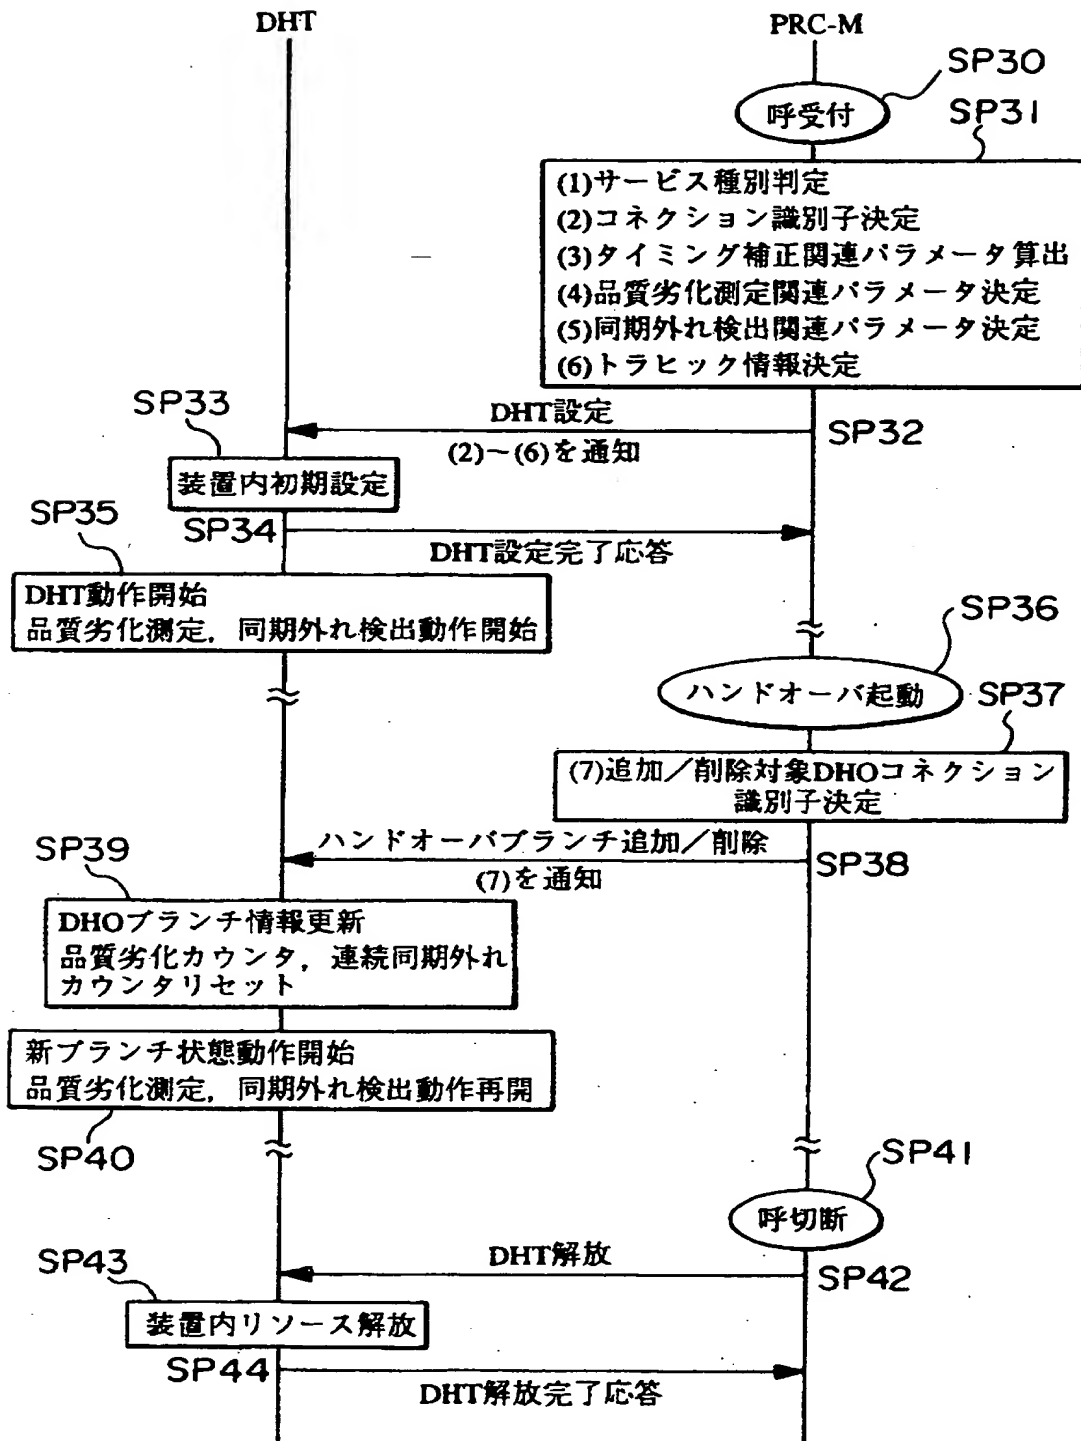 DHT
PRC-M
SP30
呼受付
SP31
(1)サービス種別判定
(2)コネクション識別子決定
(3)タイミング補正関連パラメータ算出
(4)品質劣化測定関連パラメータ決定
(5)同期外れ検出関連パラメータ決定
(6)トラヒック情報決定
SP33
DHT設定
SP32
(2)～(6)を通知
装置内初期設定
SP35
SP34
DHT設定完了応答
DHT動作開始
品質劣化測定, 同期外れ検出動作開始
SP36
ハンドオーバ起動
SP37
(7)追加／削除対象DHOコネクション
識別子決定
SP39
ハンドオーバブランチ追加／削除
SP38
(7)を通知
DHOブランチ情報更新
品質劣化カウンタ, 連続同期外れ
カウンタリセット
新ブランチ状態動作開始
品質劣化測定, 同期外れ検出動作再開
SP40
SP41
呼切断
SP43
DHT解放
SP42
装置内リソース解放
SP44
DHT解放完了応答